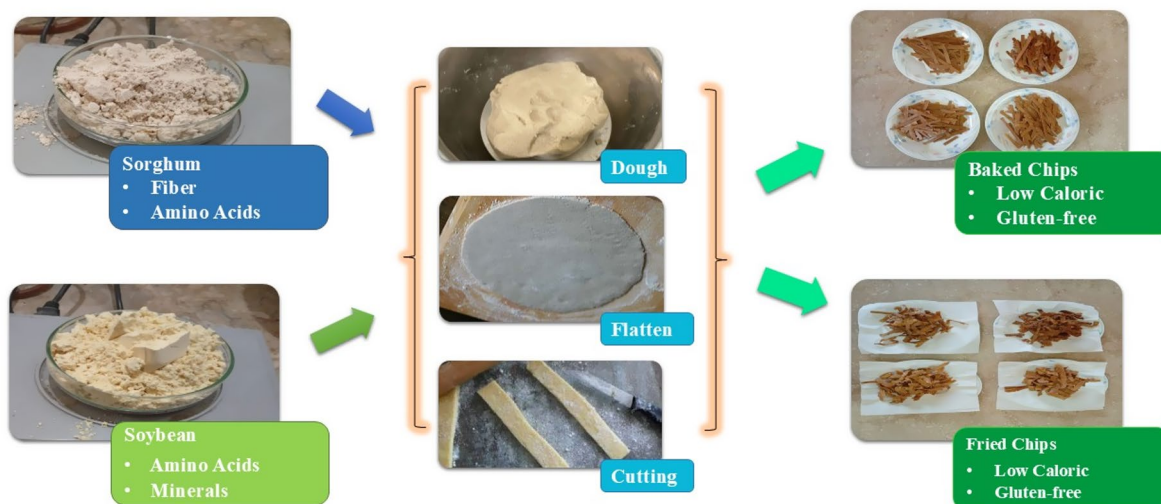 Sorghum
• Fiber
• Amino Acids
Soybean
• Amino Acids
• Minerals
Dough
Flatten
Cutting
Baked Chips
• Low Caloric
• Gluten-free
Fried Chips
• Low Caloric
• Gluten-free